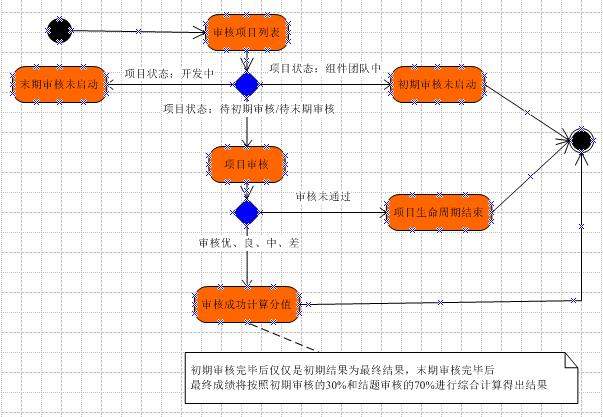 审核项目列表
项目状态：开发中
项目状态：组件团队中
末期审核未启动
初期审核未启动
项目状态：待初期审核/待末期审核
项目审核
审核未通过
项目生命周期结束
审核优、良、中、差
审核成功计算分值
初期审核完毕后仅仅是初期结果为最终结果，末期审核完毕后
最终成绩将按照初期审核的30%和结题审核的70%进行综合计算得出结果